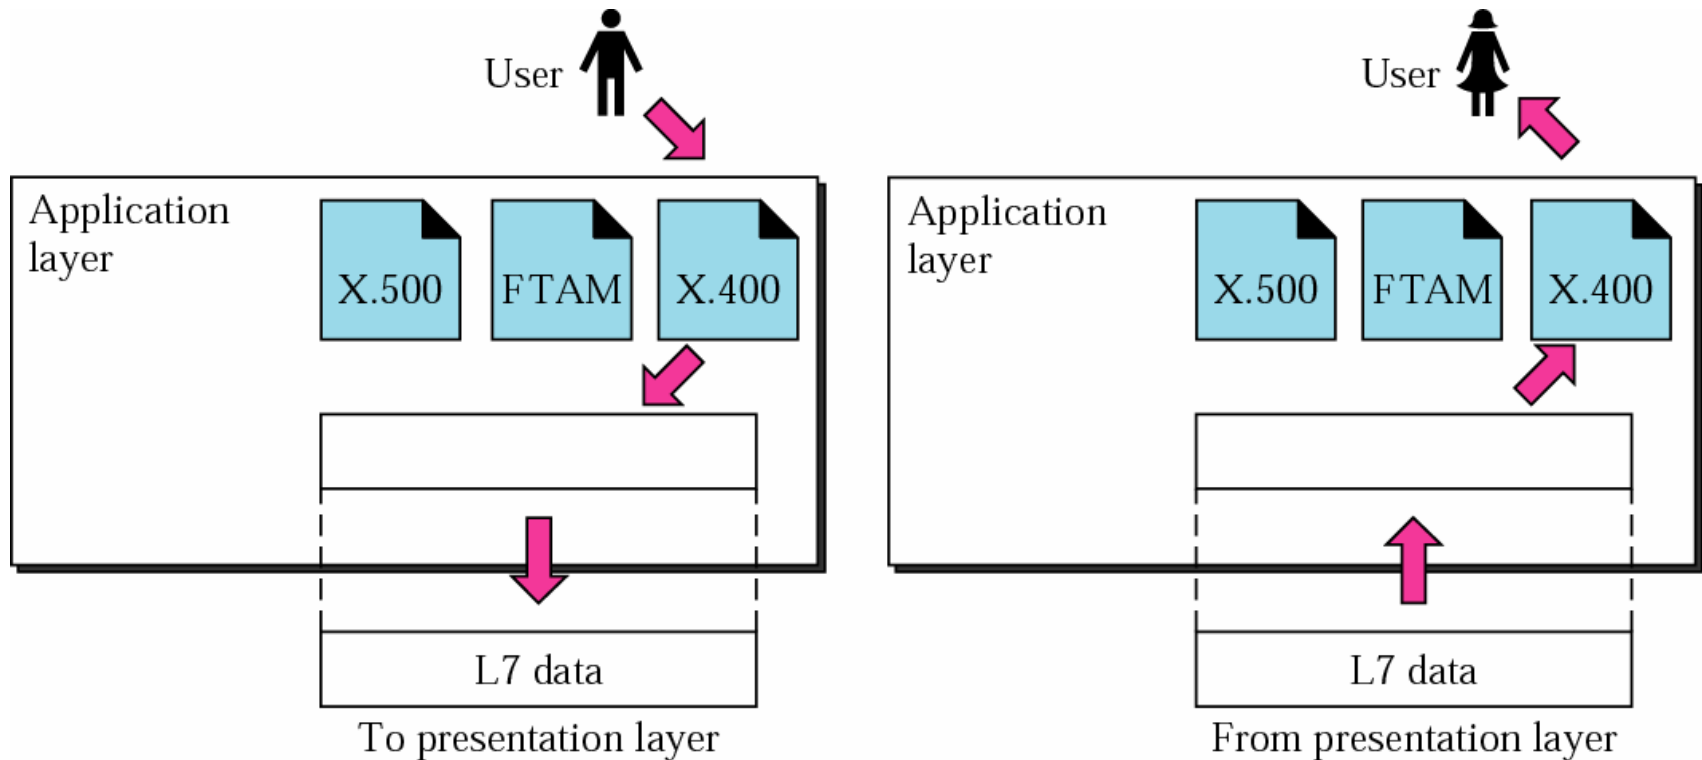 User
Application
layer
X.500
FTAM
X.400
L7 data
To presentation layer
User
Application
layer
X.500
FTAM
X.400
L7 data
From presentation layer